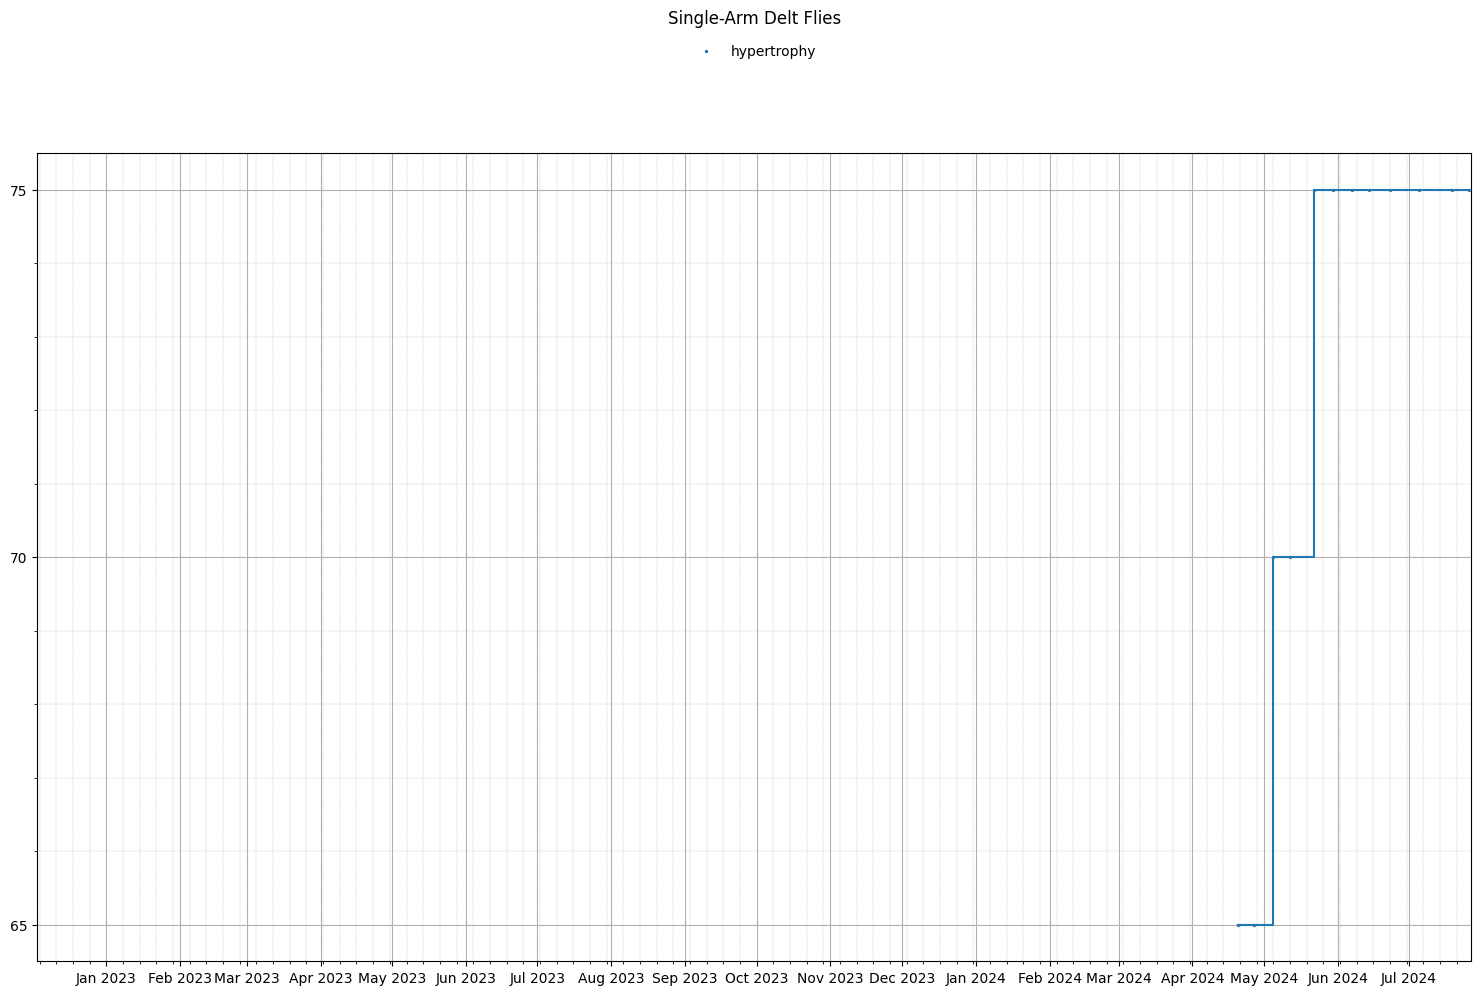 Single-Arm Delt Flies
hypertrophy
75
70
65
Jan 2023 Feb 2023 Mar 2023 Apr 2023 May 2023 Jun 2023 Jul 2023 Aug 2023 Sep 2023 Oct 2023 Nov 2023 Dec 2023 Jan 2024 Feb 2024 Mar 2024 Apr 2024 May 2024 Jun 2024 Jul 2024